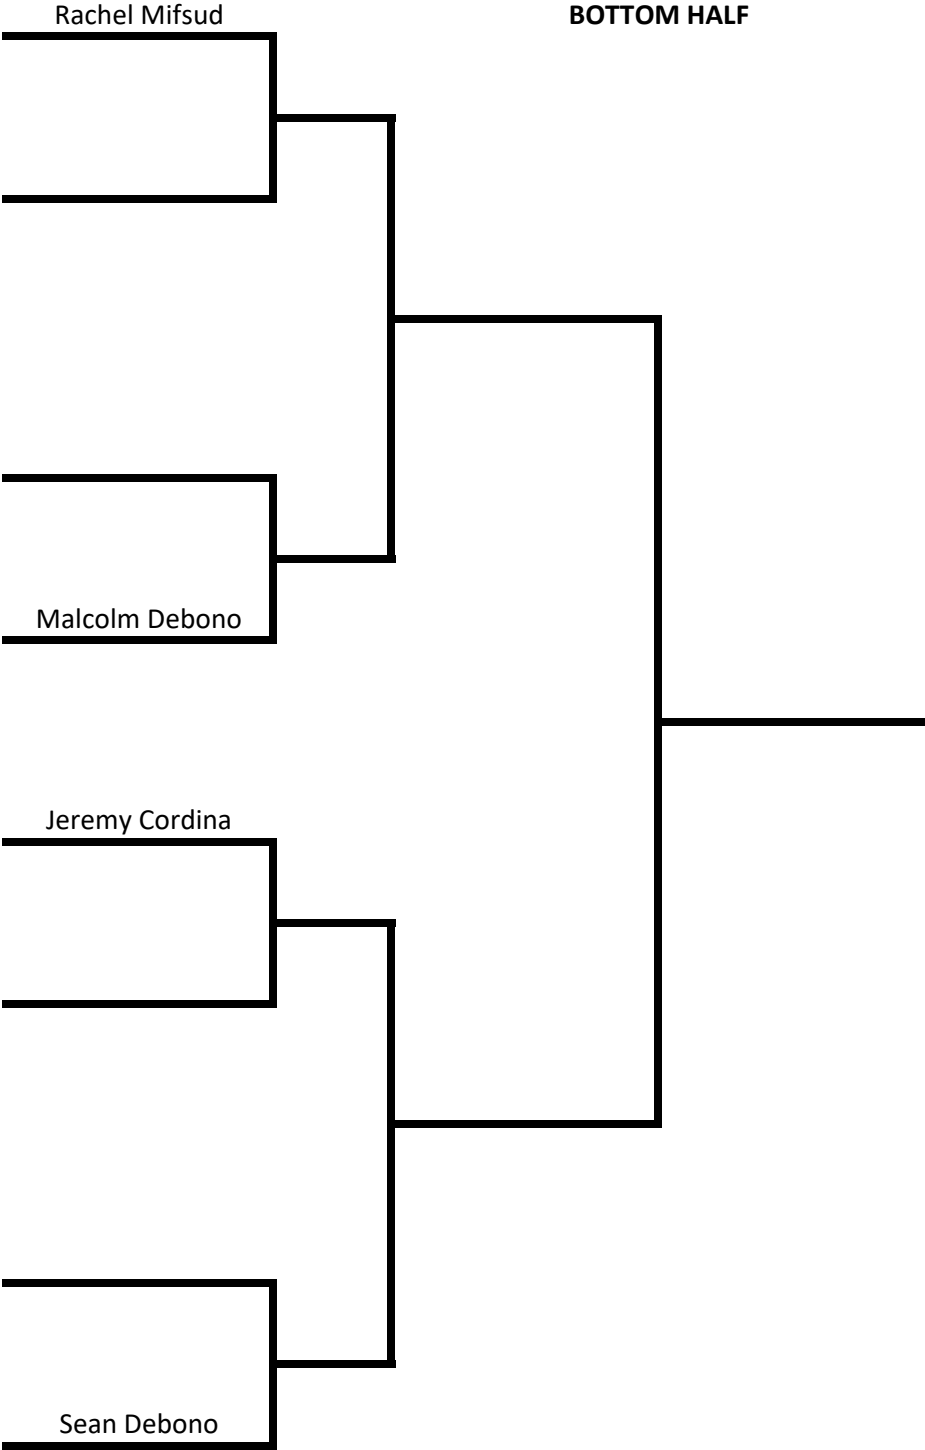 Rachel Mifsud
BOTTOM HALF
Malcolm Debono
Jeremy Cordina
Sean Debono